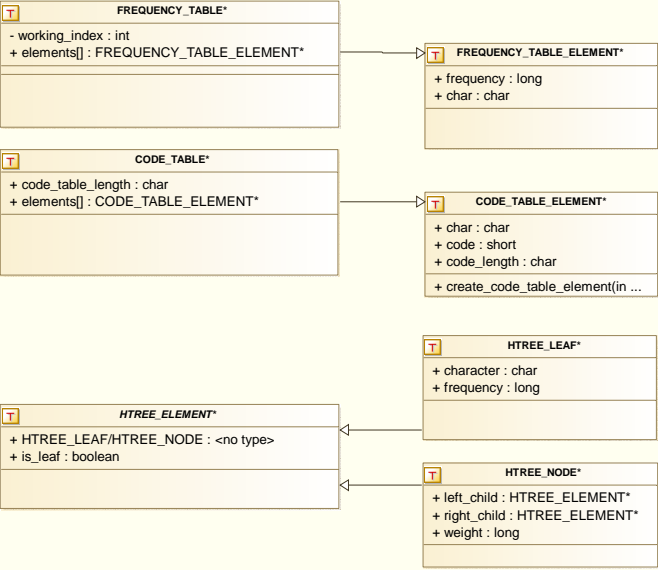 T
FREQUENCY_TABLE*
- working_index : int
+ elements[] : FREQUENCY_TABLE_ELEMENT*
T
FREQUENCY_TABLE_ELEMENT*
+ frequency : long
+ char : char
T
CODE_TABLE*
+ code_table_length : char
+ elements[] : CODE_TABLE_ELEMENT*
T
CODE_TABLE_ELEMENT*
+ char : char
+ code : short
+ code_length : char
+ create_code_table_element(in ...
T
HTREE_LEAF*
+ character : char
+ frequency : long
T
HTREE_ELEMENT*
+ HTREE_LEAF/HTREE_NODE : <no type>
+ is_leaf : boolean
T
HTREE_NODE*
+ left_child : HTREE_ELEMENT*
+ right_child : HTREE_ELEMENT*
+ weight : long